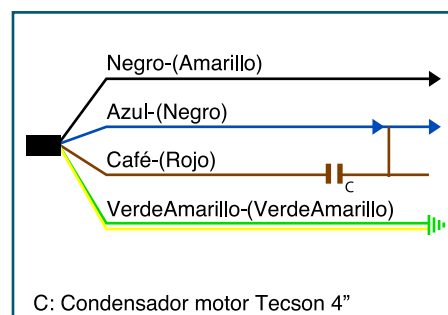 Negro-(Amarillo)
Azul-(Negro)
Café-(Rojo)
C
VerdeAmarillo-(VerdeAmarillo)
C: Condensador motor Tecson 4”